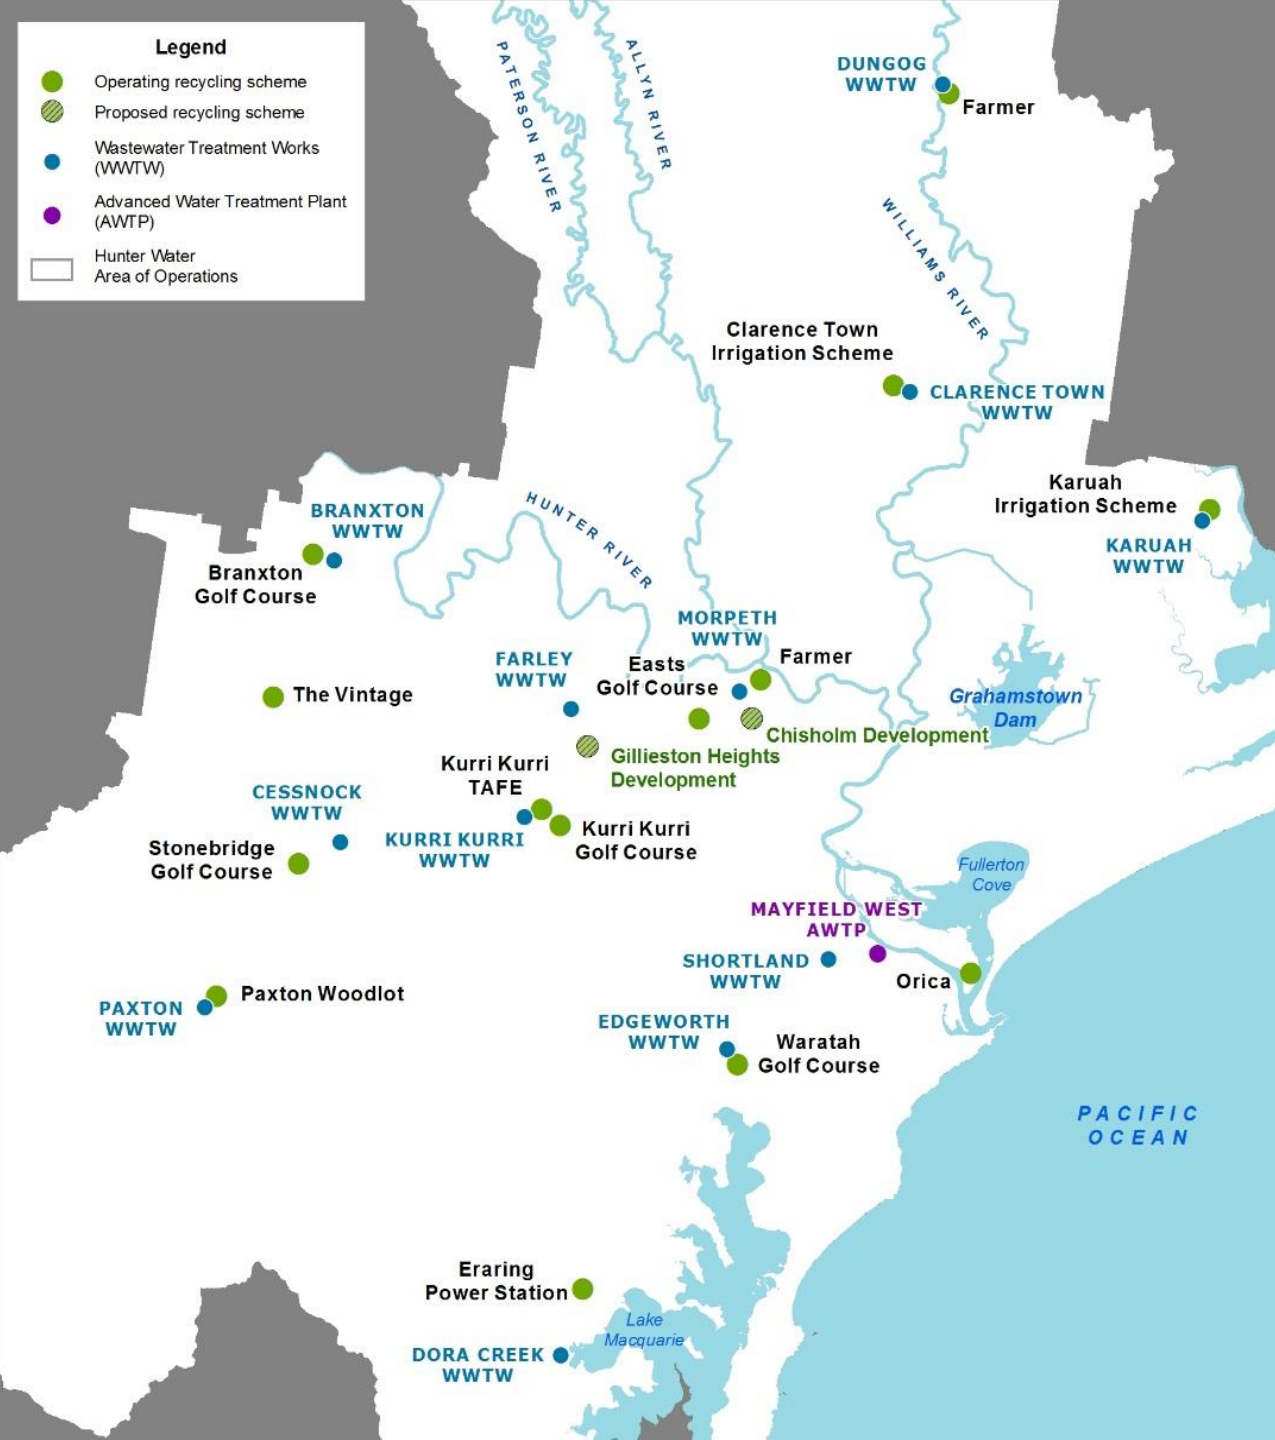 Legend
Operating recycling scheme
Proposed recycling scheme
Wastewater Treatment Works
(WWTW)
Advanced Water Treatment Plant
(AWTP)
Hunter Water
Area of Operations
PATERSON RIVER
ALLYN RIVER
DUNGOG
WWTW
Farmer
WILLIAMS RIVER
Clarence Town
Irrigation Scheme
CLARENCE TOWN
WWTW
Karuah
Irrigation Scheme
KARUAH
WWTW
BRANXTON
WWTW
Branxton
Golf Course
HUNTER RIVER
MORPETH
WWTW
Farmer
FARLEY
WWTW
Easts
Golf Course
The Vintage
Grahamstown
Dam
Chisholm Development
Gillieston Heights
Development
Kurri Kurri
TAFE
CESSNOCK
WWTW
KURRI KURRI
WWTW
Kurri Kurri
Golf Course
Stonebridge
Golf Course
Fullerton
Cove
MAYFIELD WEST
AWTP
SHORTLAND
WWTW
Orica
Paxton Woodlot
PAXTON
WWTW
EDGEWORTH
WWTW
Waratah
Golf Course
PACIFIC
OCEAN
Eraring
Power Station
Lake
Macquarie
DORA CREEK
WWTW